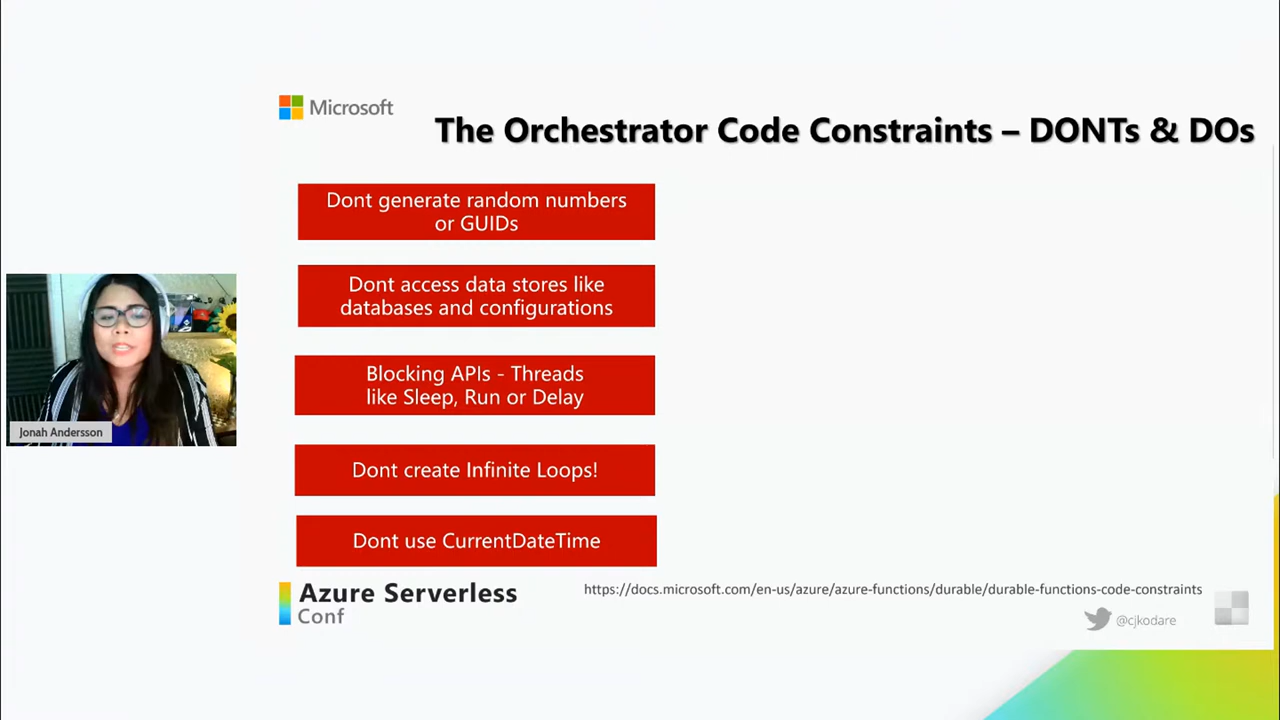 Microsoft
The Orchestrator Code Constraints – DONTs & DOs
Dont generate random numbers
or GUIDs
Dont access data stores like
databases and configurations
Blocking APIs - Threads
like Sleep, Run or Delay
Dont create Infinite Loops!
Dont use CurrentDateTime
Jonah Andersson
Azure Serverless
Conf
https://docs.microsoft.com/en-us/azure/azure-functions/durable/durable-functions-code-constraints
@cjkodare